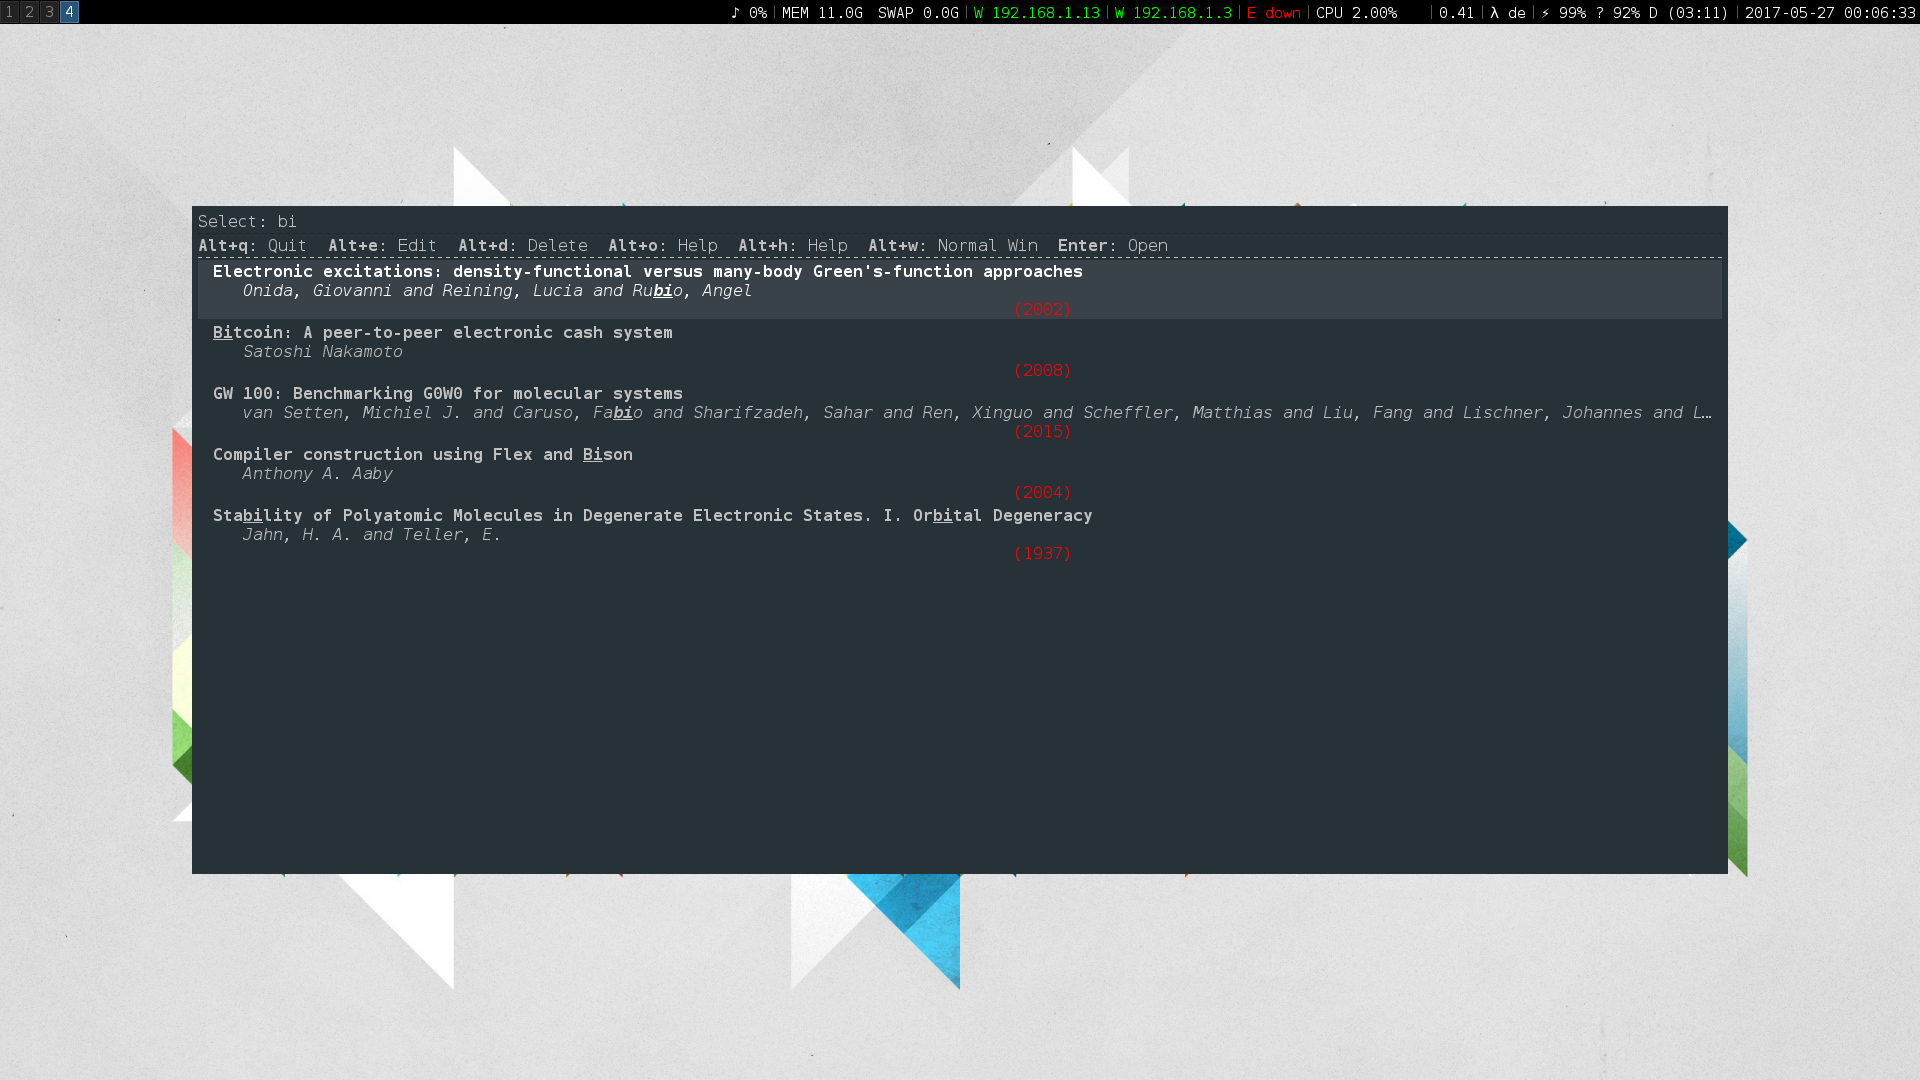 1 2 3 4 ♪ 0% MEM 11.0G SWAP 0.0G W 192.168.1.13 W 192.168.1.3 E down CPU 2.00% 0.41 λ de ⚡ 99% ? 92% D (03:11) 2017-05-27 00:06:33
Select: bi
Alt+q: Quit Alt+e: Edit Alt+d: Delete Alt+o: Help Alt+h: Help Alt+w: Normal Win Enter: Open
Electronic excitations: density-functional versus many-body Green's-function approaches
Onida, Giovanni and Reining, Lucia and Rubio, Angel
(2002)
Bitcoin: A peer-to-peer electronic cash system
Satoshi Nakamoto
(2008)
GW 100: Benchmarking G0W0 for molecular systems
van Setten, Michiel J. and Caruso, Fabio and Sharifzadeh, Sahar and Ren, Xinguo and Scheffler, Matthias and Liu, Fang and Lischner, Johannes and L…
(2015)
Compiler construction using Flex and Bison
Anthony A. Aaby
(2004)
Stability of Polyatomic Molecules in Degenerate Electronic States. I. Orbital Degeneracy
Jahn, H. A. and Teller, E.
(1937)